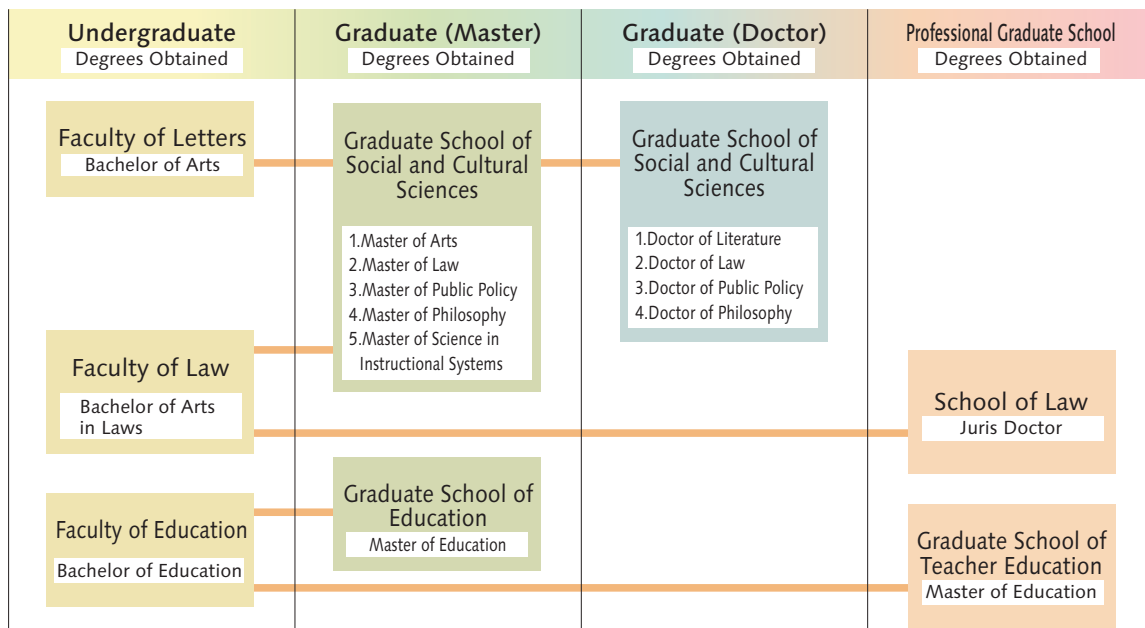 Undergraduate
Degrees Obtained
Graduate (Master)
Degrees Obtained
Graduate (Doctor)
Degrees Obtained
Professional Graduate School
Degrees Obtained
Faculty of Letters
Bachelor of Arts
Graduate School of
Social and Cultural
Sciences
1.Master of Arts
2.Master of Law
3.Master of Public Policy
4.Master of Philosophy
5.Master of Science in
Instructional Systems
Graduate School of
Social and Cultural
Sciences
1.Doctor of Literature
2.Doctor of Law
3.Doctor of Public Policy
4.Doctor of Philosophy
Faculty of Law
Bachelor of Arts
in Laws
School of Law
Juris Doctor
Faculty of Education
Bachelor of Education
Graduate School of
Education
Master of Education
Graduate School of
Teacher Education
Master of Education